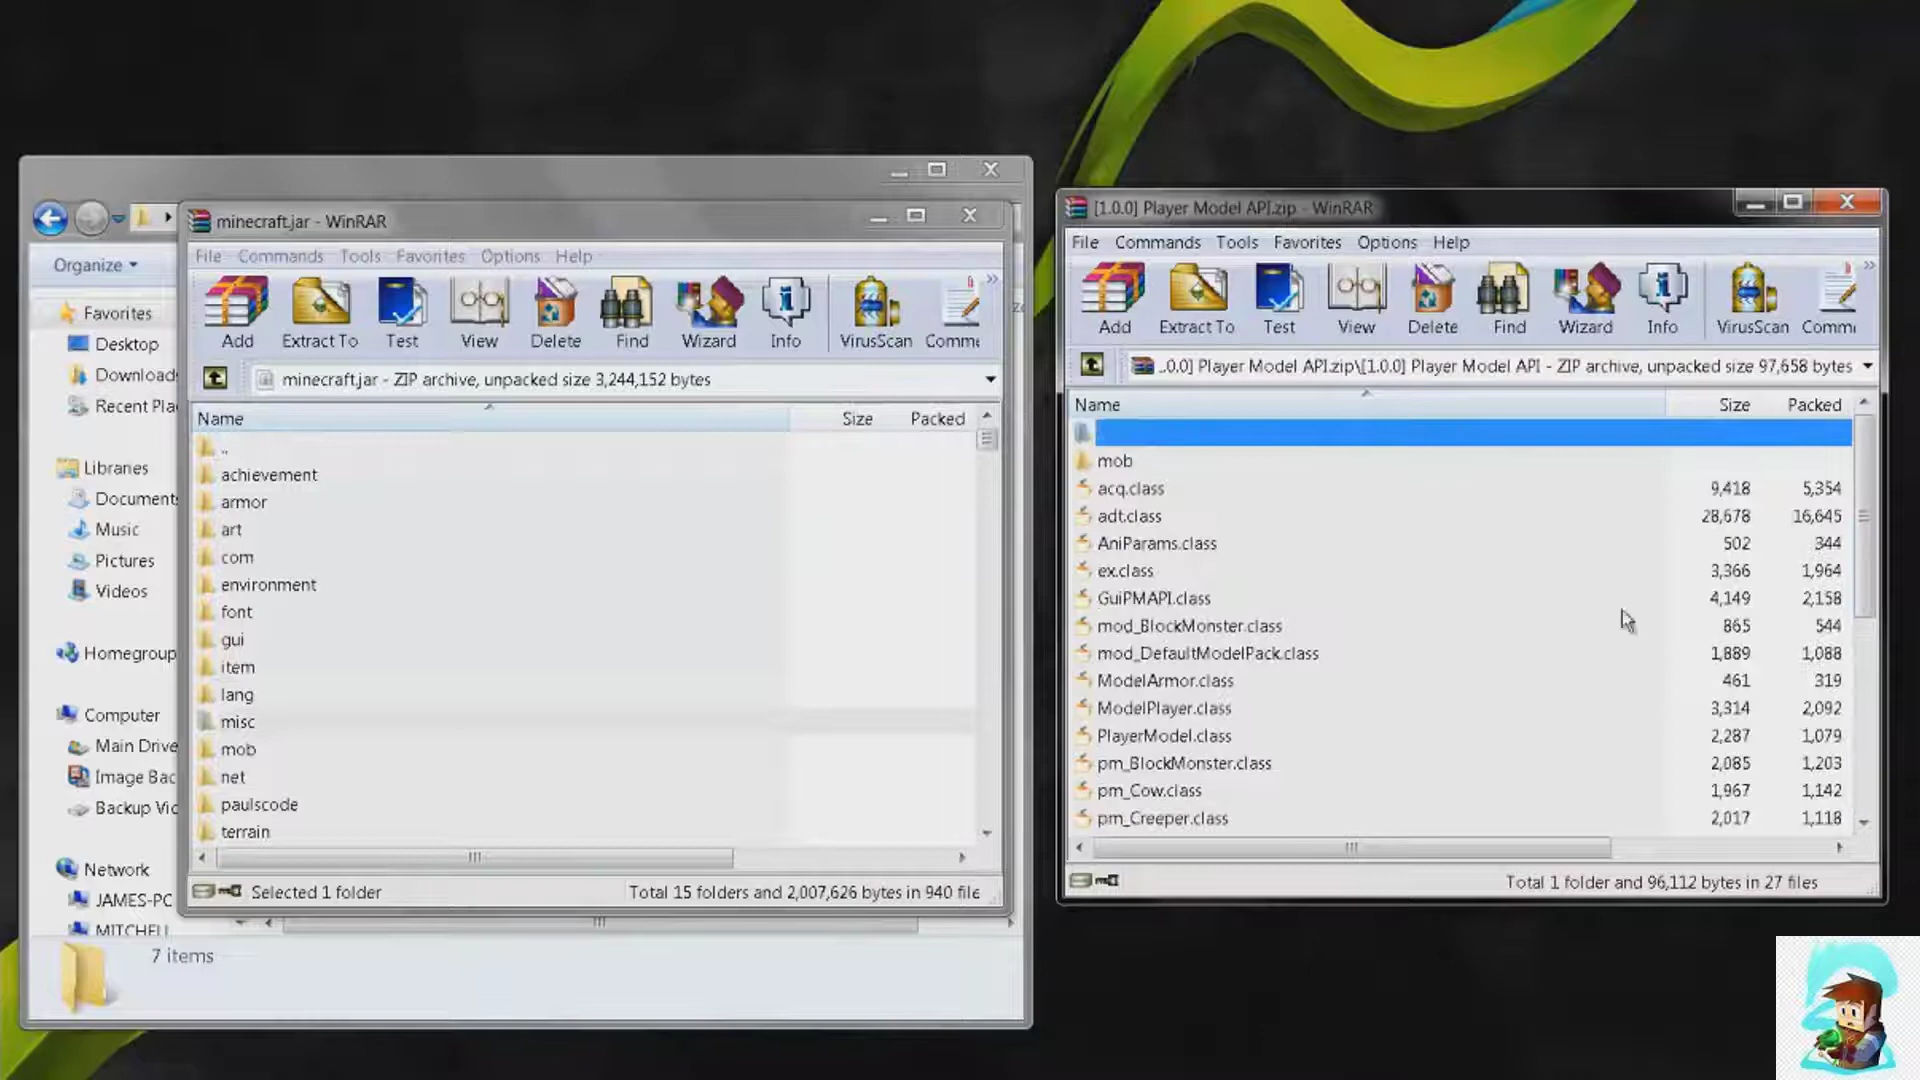 minecraft.jar - WinRAR
File Commands Tools Favorites Options Help
Add Extract To Test View Delete Find Wizard Info VirusScan Comme
minecraft.jar - ZIP archive, unpacked size 3,244,152 bytes
Name Size Packed
..
achievement
armor
art
com
environment
font
gui
item
lang
misc
mob
net
paulscode
terrain
Selected 1 folder Total 15 folders and 2,007,626 bytes in 940 file
Organize
Favorites
Desktop
Download
Recent Pla
Libraries
Document
Music
Pictures
Videos
Homegroup
Computer
Main Drive
Image Bac
Backup Vic
Network
JAMES-PC
MITCHELL
7 items
[1.0.0] Player Model API.zip - WinRAR
File Commands Tools Favorites Options Help
Add Extract To Test View Delete Find Wizard Info VirusScan Comm
..0.0] Player Model API.zip\[1.0.0] Player Model API - ZIP archive, unpacked size 97,658 bytes
Name Size Packed
mob
acq.class 9,418 5,354
adt.class 28,678 16,645
AniParams.class 502 344
ex.class 3,366 1,964
GuiPMAPI.class 4,149 2,158
mod_BlockMonster.class 865 544
mod_DefaultModelPack.class 1,889 1,088
ModelArmor.class 461 319
ModelPlayer.class 3,314 2,092
PlayerModel.class 2,287 1,079
pm_BlockMonster.class 2,085 1,203
pm_Cow.class 1,967 1,142
pm_Creeper.class 2,017 1,118
Total 1 folder and 96,112 bytes in 27 files